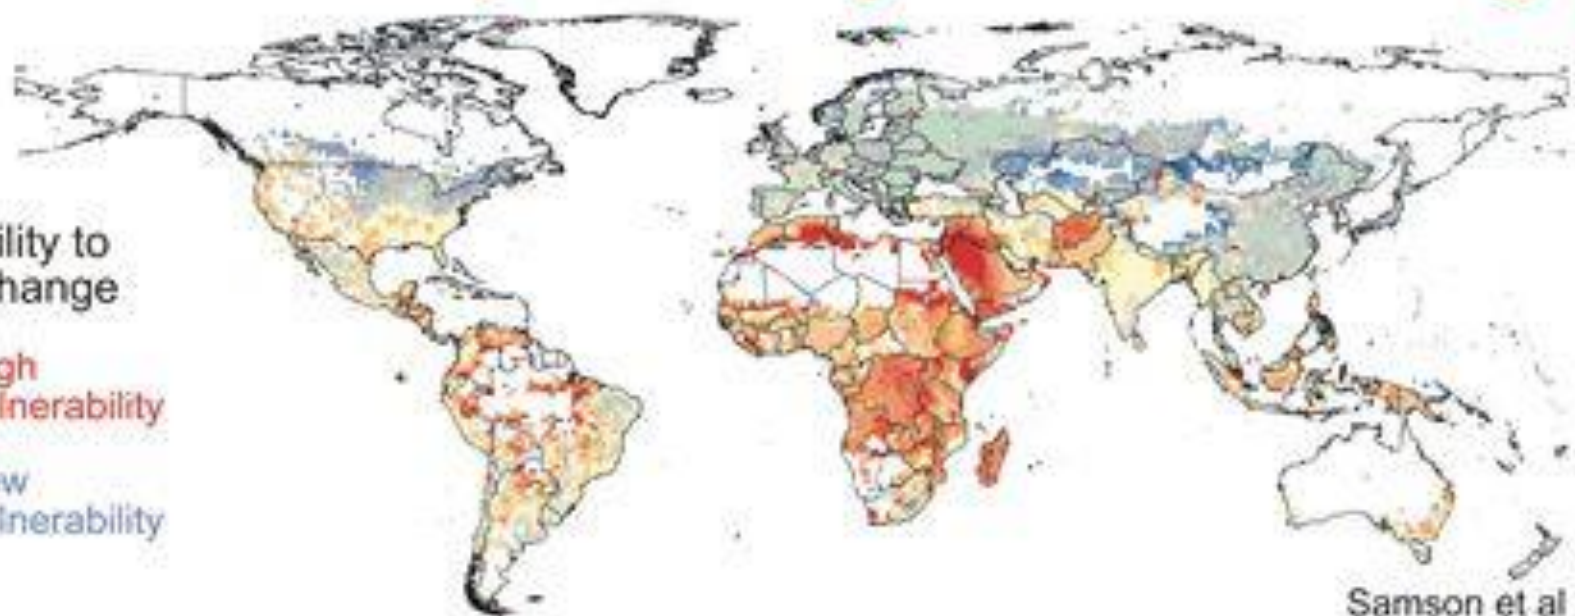 ility to
hange
gh
lnerability
w
lnerability
Samson et al